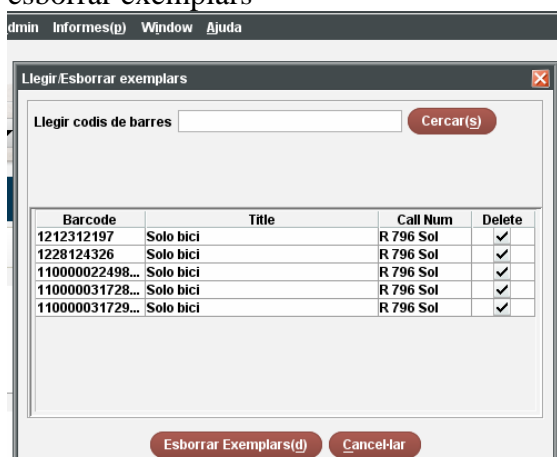 esborrar exemplars
dmin Informes(p) Window Ajuda
Llegir/Esborrar exemplars
Llegir codis de barres Cercar(s)
Barcode Title Call Num Delete
1212312197 Solo bici R 796 Sol
1228124326 Solo bici R 796 Sol
110000022498... Solo bici R 796 Sol
110000031728... Solo bici R 796 Sol
110000031729... Solo bici R 796 Sol
Esborrar Exemplars(d) Cancel·lar